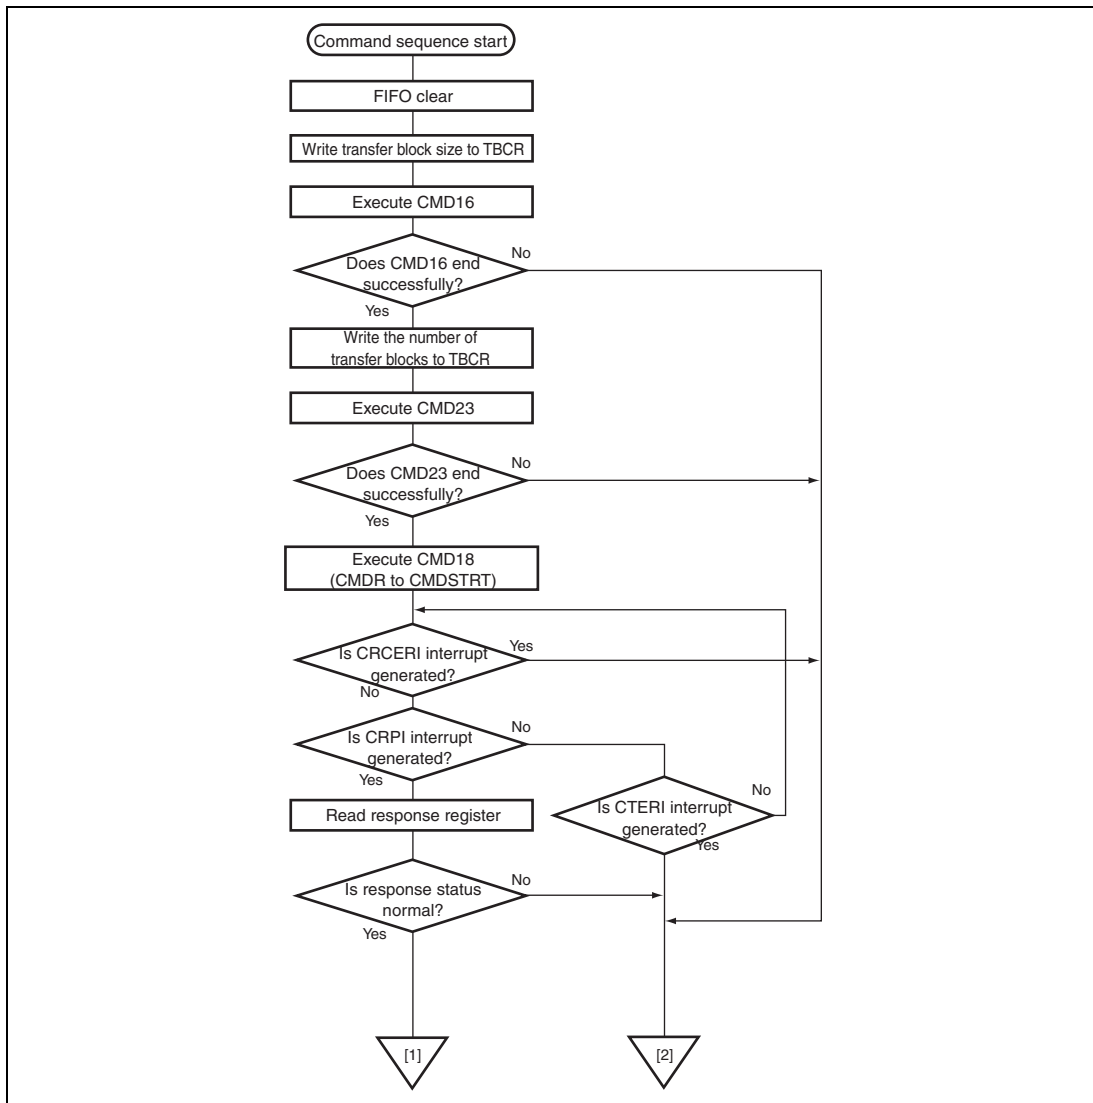 Command sequence start
FIFO clear
Write transfer block size to TBCR
Execute CMD16
Does CMD16 end
successfully?
No
Yes
Write the number of
transfer blocks to TBCR
Execute CMD23
Does CMD23 end
successfully?
No
Yes
Execute CMD18
(CMDR to CMDSTRT)
Is CRCERI interrupt
generated?
Yes
No
Is CRPI interrupt
generated?
No
Yes
Is CTERI interrupt
generated?
No
Yes
Read response register
Is response status
normal?
No
Yes
[1]
[2]